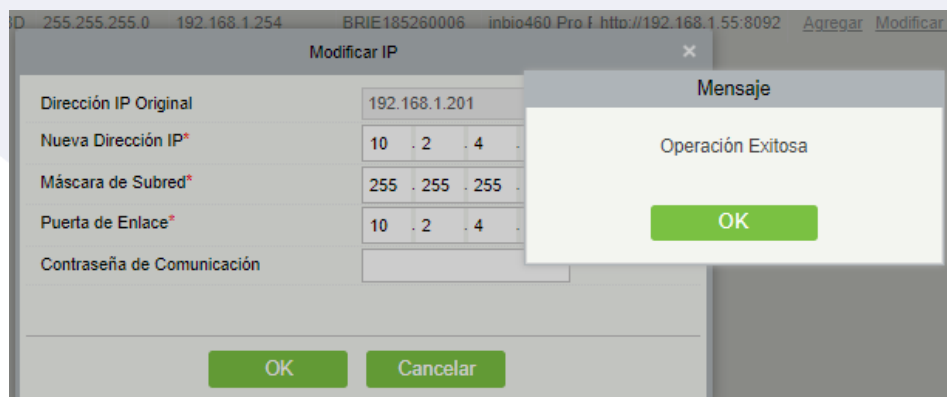 255.255.255.0 192.168.1.254 BRIE185260006 inbio460 Pro http://192.168.1.55:8092 Agregar Modificar
Modificar IP ×
Mensaje
Dirección IP Original 192.168.1.201
Nueva Dirección IP* 10 . 2 . 4 .
Operación Exitosa
Máscara de Subred* 255 . 255 . 255 .
Puerta de Enlace* 10 . 2 . 4 .
OK
Contraseña de Comunicación
OK Cancelar